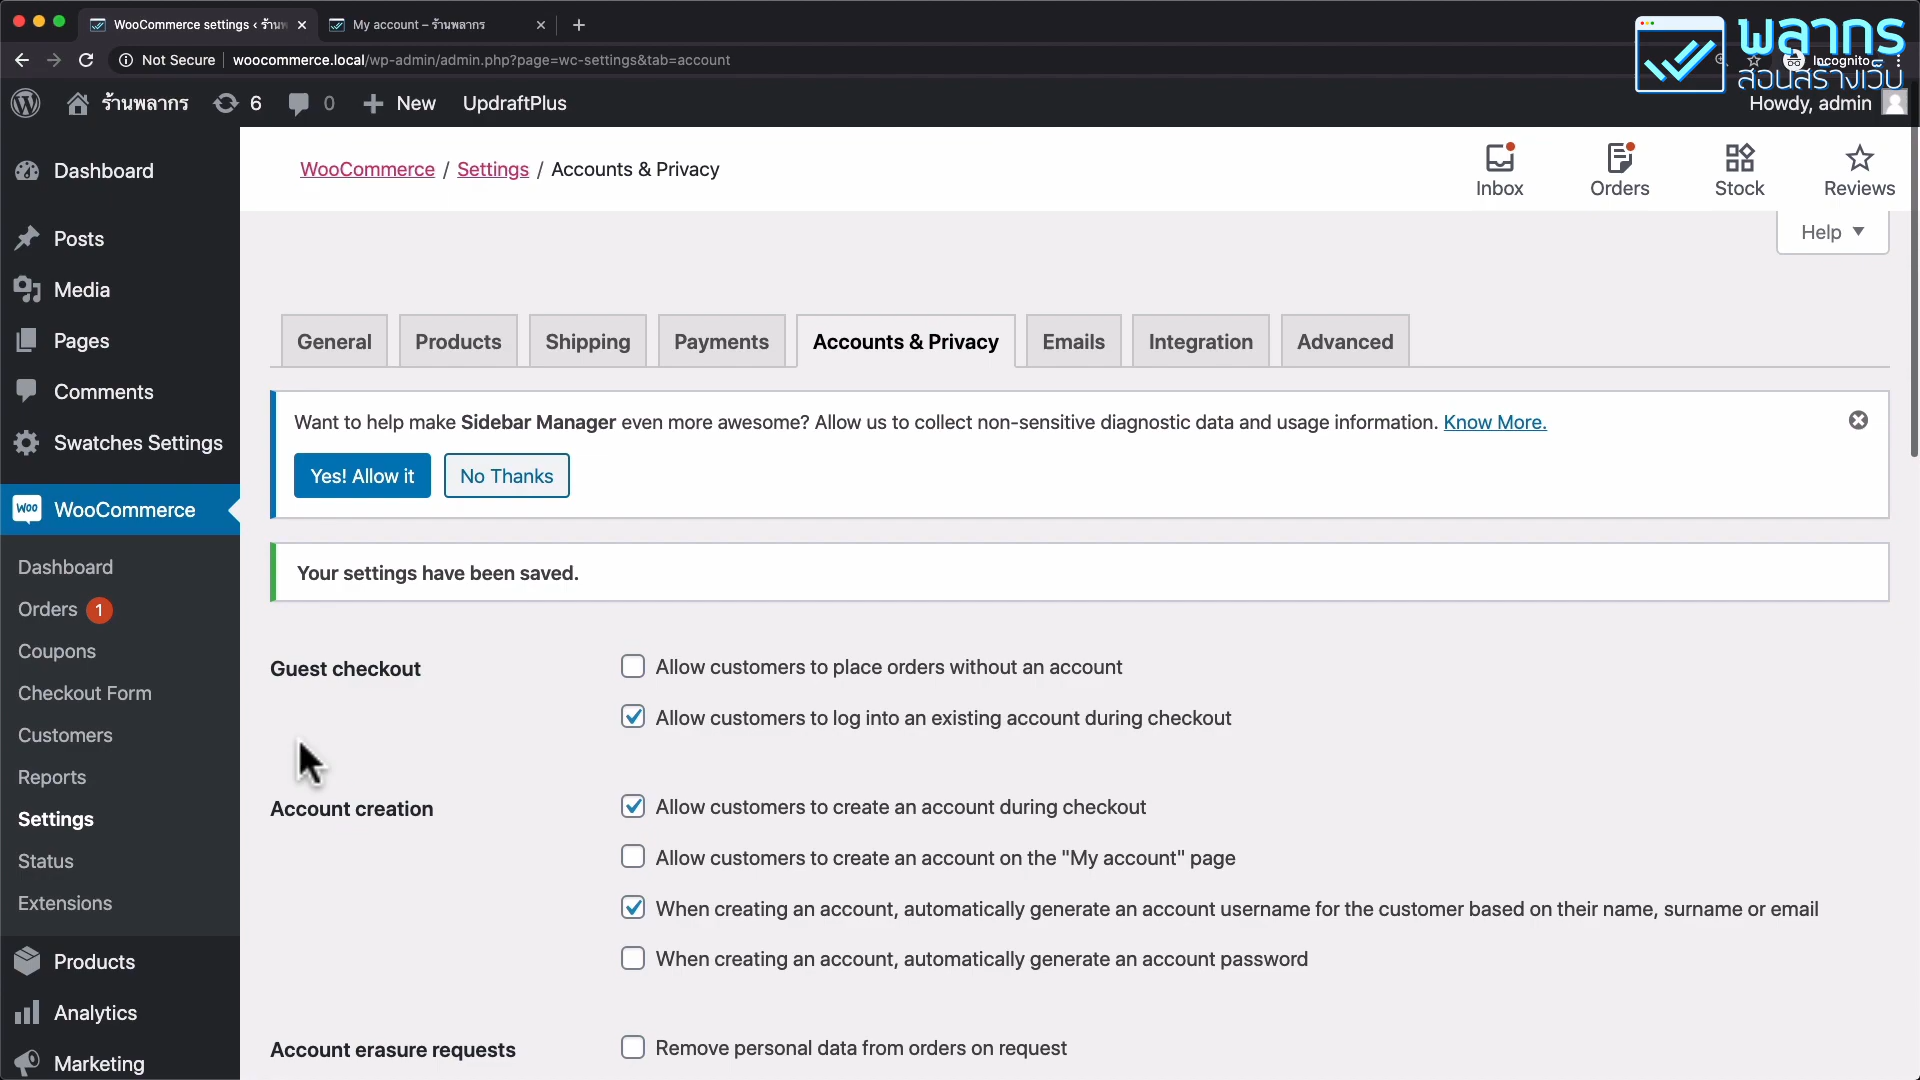 WooCommerce settings ‹ ร้าน
My account – ร้านพลากร
Not Secure
woocommerce.local/wp-admin/admin.php?page=wc-settings&tab=account
Incognito
พลากร
สอนสร้างเว็บ
ร้านพลากร
6
0
New
UpdraftPlus
Howdy, admin
Dashboard
Posts
Media
Pages
Comments
Swatches Settings
WooCommerce
Dashboard
Orders 1
Coupons
Checkout Form
Customers
Reports
Settings
Status
Extensions
Products
Analytics
Marketing
WooCommerce / Settings / Accounts & Privacy
Inbox
Orders
Stock
Reviews
Help
General
Products
Shipping
Payments
Accounts & Privacy
Emails
Integration
Advanced
Want to help make Sidebar Manager even more awesome? Allow us to collect non-sensitive diagnostic data and usage information. Know More.
Yes! Allow it
No Thanks
Your settings have been saved.
Guest checkout
Allow customers to place orders without an account
Allow customers to log into an existing account during checkout
Account creation
Allow customers to create an account during checkout
Allow customers to create an account on the "My account" page
When creating an account, automatically generate an account username for the customer based on their name, surname or email
When creating an account, automatically generate an account password
Account erasure requests
Remove personal data from orders on request